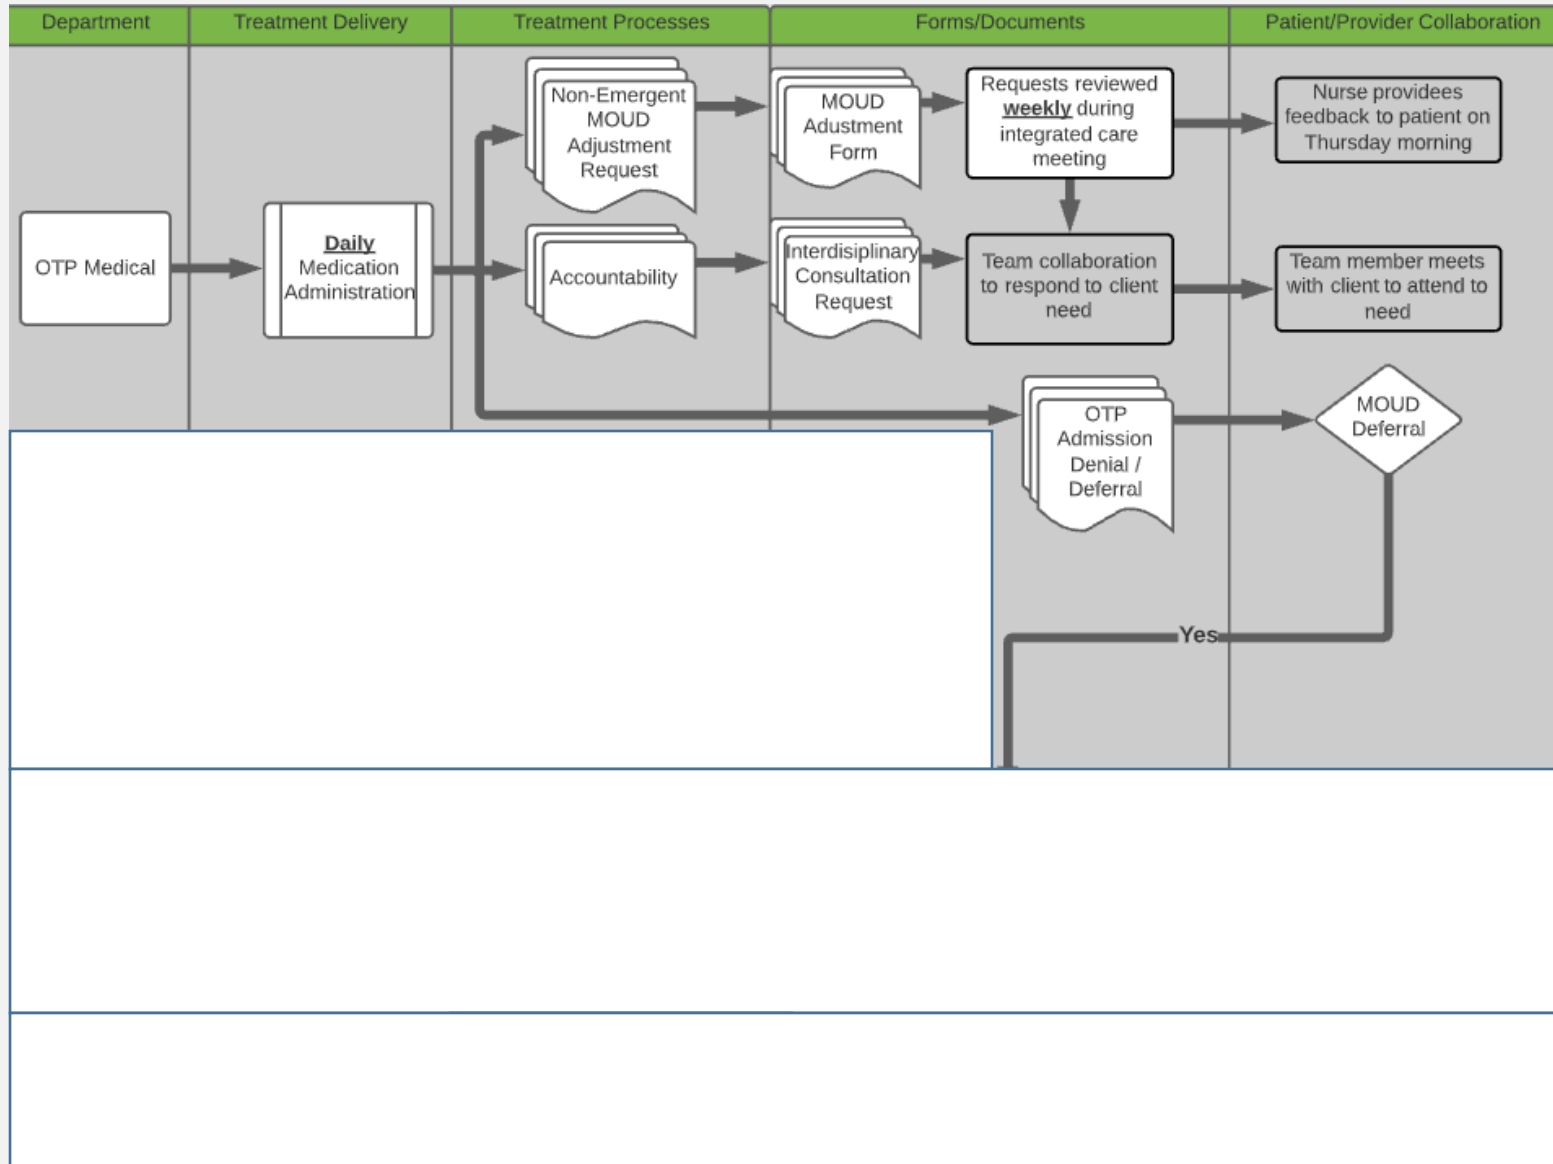 Department
Treatment Delivery
Treatment Processes
Forms/Documents
Patient/Provider Collaboration
Non-Emergent
MOUD
Adjustment
Request
MOUD
Adustment
Form
Requests reviewed
weekly during
integrated care
meeting
Nurse providees
feedback to patient on
Thursday morning
OTP Medical
Daily
Medication
Administration
Accountability
Interdisiplinary
Consultation
Request
Team collaboration
to respond to client
need
Team member meets
with client to attend to
need
OTP
Admission
Denial /
Deferral
MOUD
Deferral
Yes